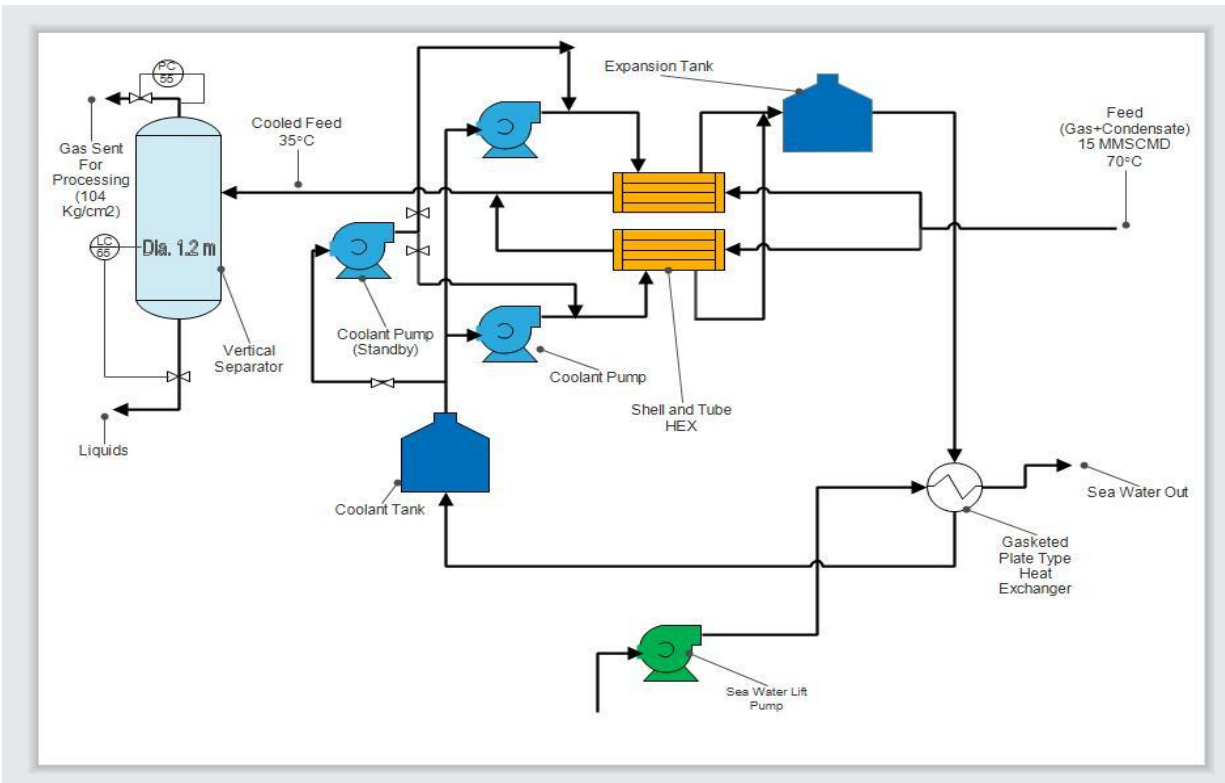 PC
55
Gas Sent
For
Processing
(104
Kg/cm2)
Cooled Feed
35°C
Expansion Tank
Feed
(Gas+Condensate)
15 MMSCMD
70°C
LC
55
Dia. 1.2 m
Vertical
Separator
Liquids
Coolant Pump
(Standby)
Coolant Pump
Shell and Tube
HEX
Coolant Tank
Sea Water Out
Gasketed
Plate Type
Heat
Exchanger
Sea Water Lift
Pump